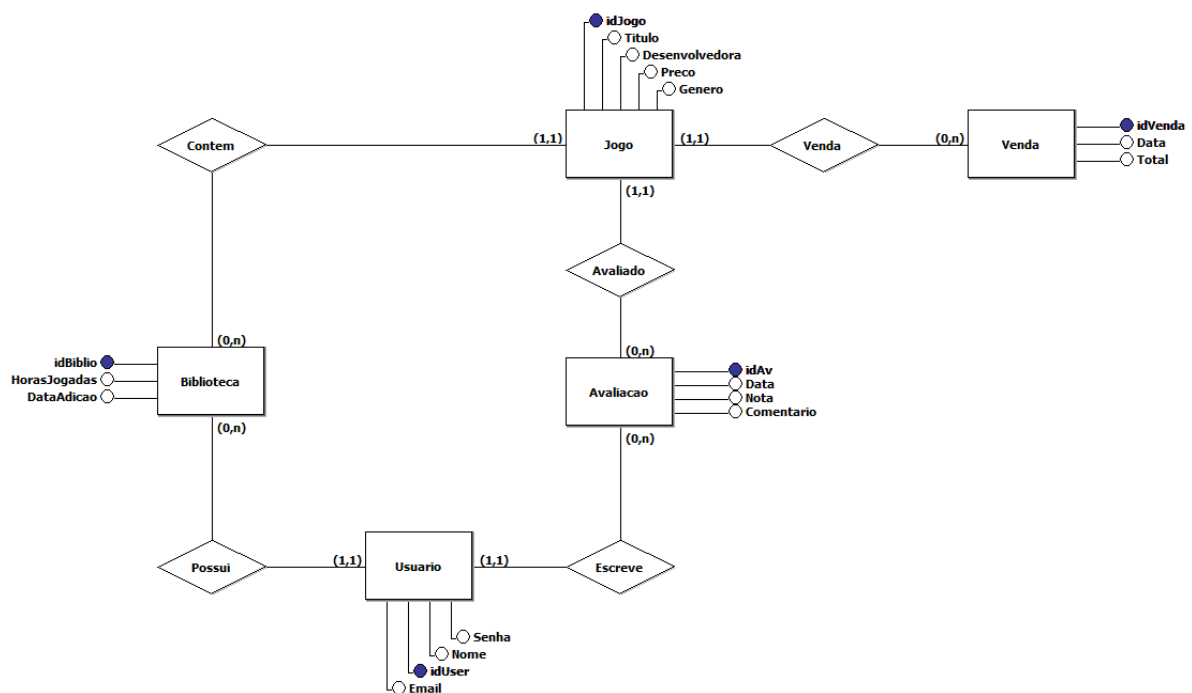 idJogo
Titulo
Desenvolvedora
Preco
Genero
Contem
(1,1)
Jogo
(1,1)
Venda
(0,n)
Venda
idVenda
Data
Total
(1,1)
Avaliado
(0,n)
(0,n)
idBiblio
HorasJogadas
DataAdicao
Biblioteca
(0,n)
Avaliacao
idAv
Data
Nota
Comentario
(0,n)
Possui
(1,1)
Usuario
(1,1)
Escreve
Senha
Nome
idUser
Email